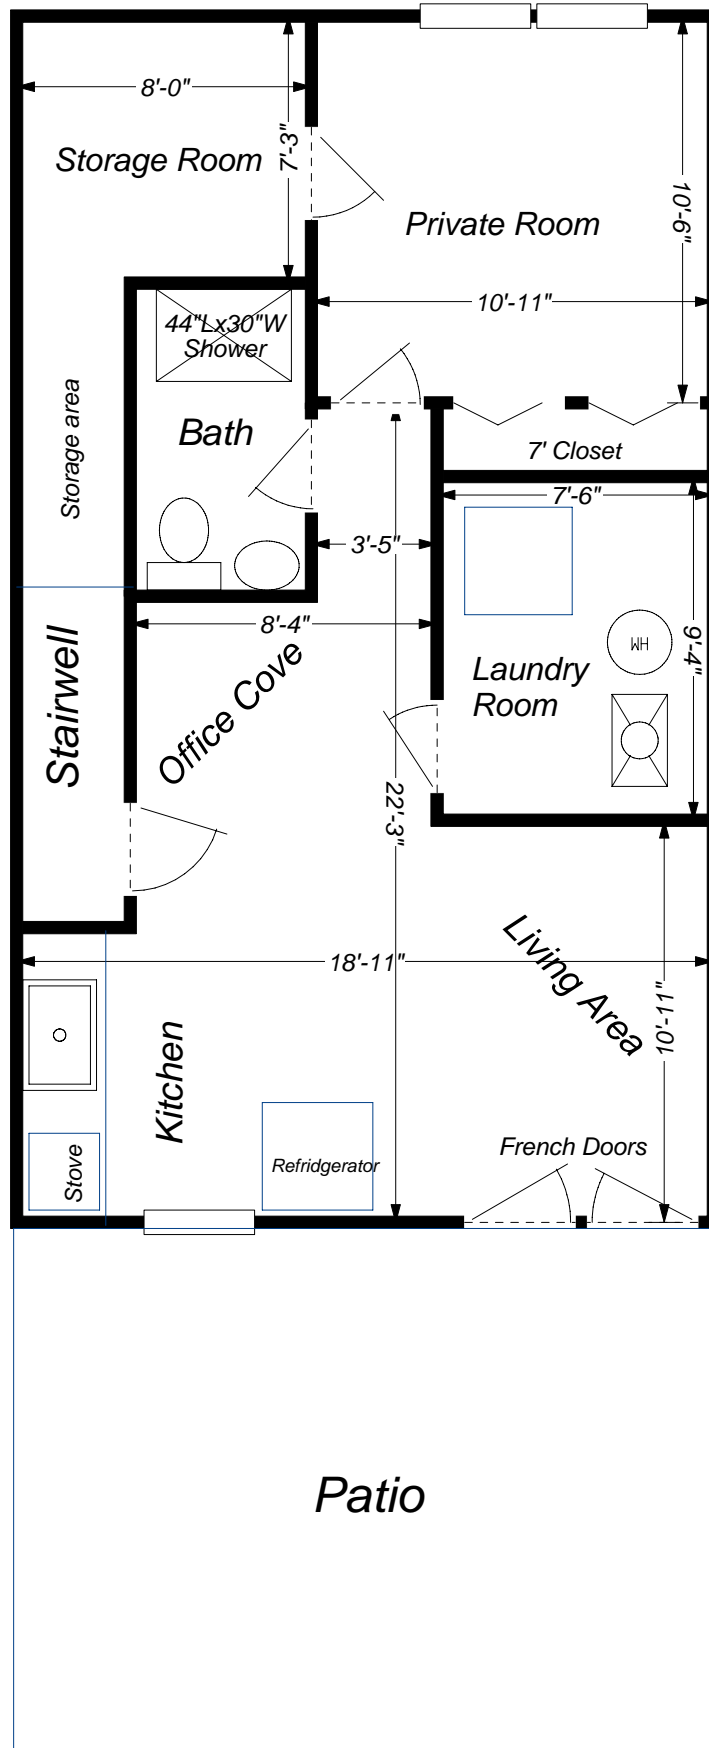 8'-0"
Storage Room
7'-3"
Private Room
10'-6"
10'-11"
44"Lx30"W
Shower
Bath
Storage area
7' Closet
7'-6"
3'-5"
8'-4"
HW
9'-4"
Laundry
Room
Office Cove
Stairwell
22'-3"
18'-11"
Living Area
10'-11"
Kitchen
Stove
Refridgerator
French Doors
Patio